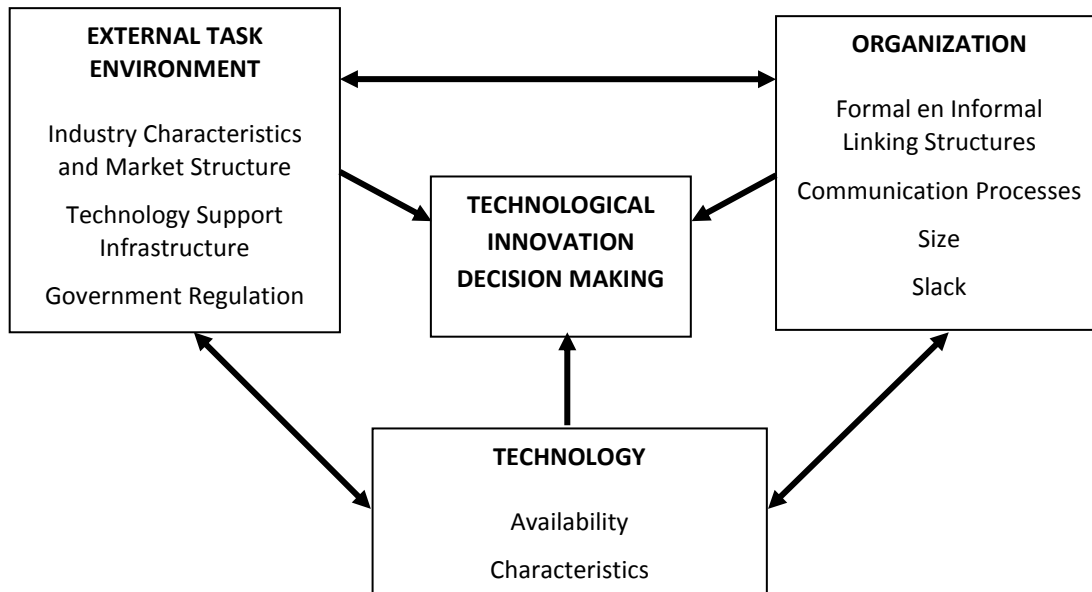 EXTERNAL TASK
ENVIRONMENT
Industry Characteristics
and Market Structure
Technology Support
Infrastructure
Government Regulation
TECHNOLOGICAL
INNOVATION
DECISION MAKING
ORGANIZATION
Formal en Informal
Linking Structures
Communication Processes
Size
Slack
TECHNOLOGY
Availability
Characteristics